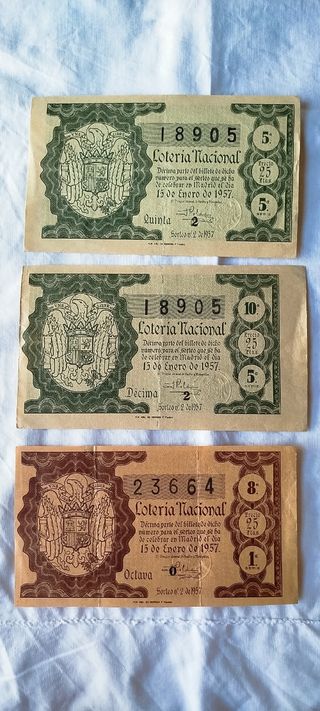 18905
5ª
Lotería Nacional
Precio
25
Ptas
Décima parte del billete de dicho
número para el sorteo que se ha
de celebrar en Madrid el día
15 de Enero de 1957.
5ª
SERIE
Quinta
2
Sorteo nº 2 de 1957
18905
10ª
Lotería Nacional
Precio
25
Ptas
Décima parte del billete de dicho
número para el sorteo que se ha
de celebrar en Madrid el día
15 de Enero de 1957.
5ª
SERIE
Décima
2
Sorteo nº 2 de 1957
23664
8ª
Lotería Nacional
Precio
25
Ptas
Décima parte del billete de dicho
número para el sorteo que se ha
de celebrar en Madrid el día
15 de Enero de 1957.
1ª
SERIE
Octava
0
Sorteo nº 2 de 1957